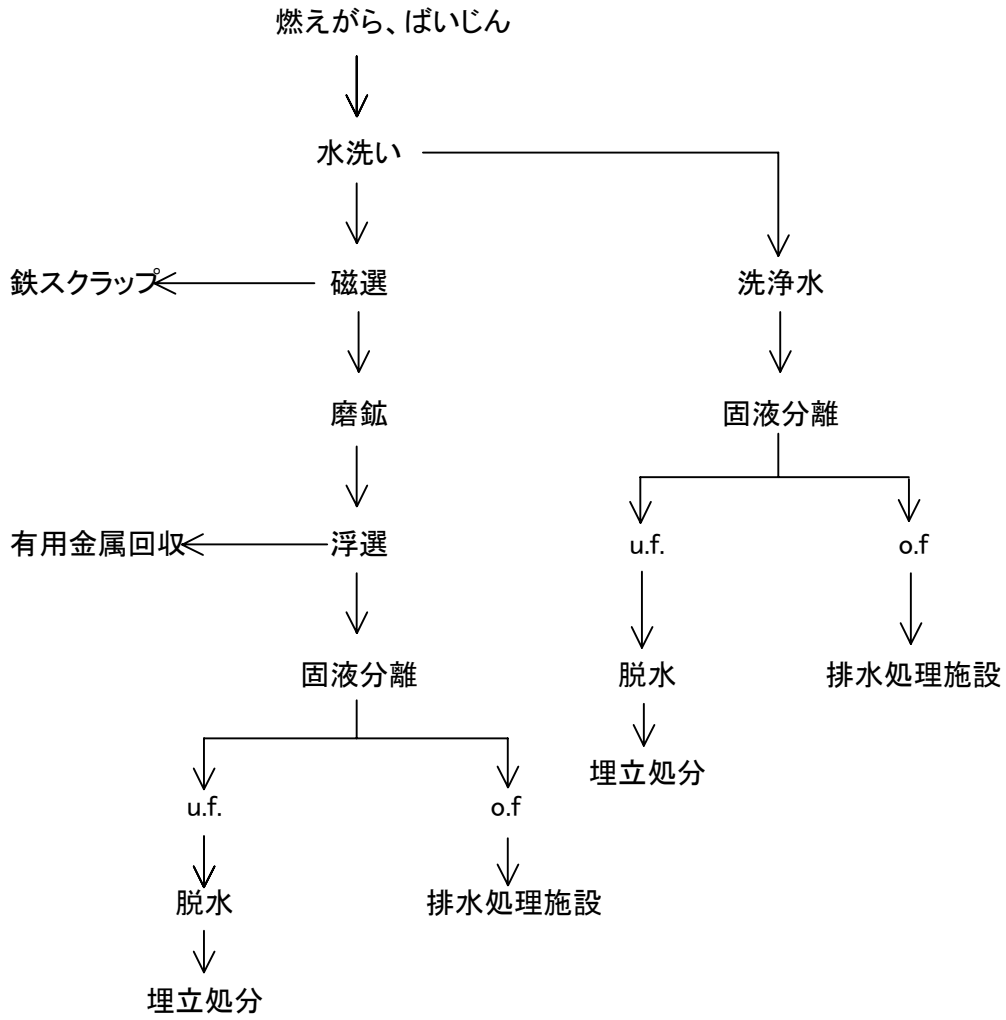 燃えがら、ばいじん
水洗い
鉄スクラップ
磁選
洗浄水
磨鉱
固液分離
有用金属回収
浮選
u.f.
o.f
固液分離
脱水
排水処理施設
埋立処分
u.f.
o.f
脱水
排水処理施設
埋立処分